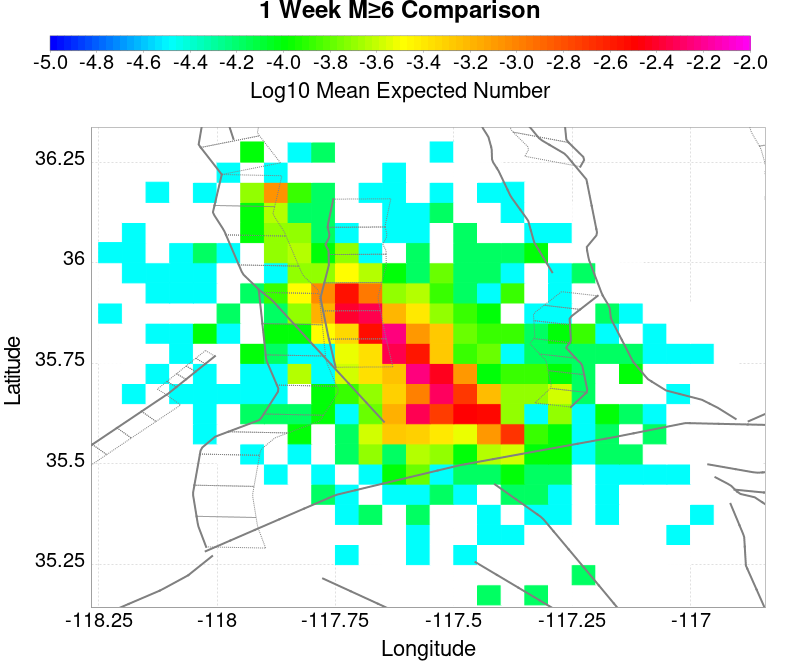 1 Week M≥6 Comparison
-5.0 -4.8 -4.6 -4.4 -4.2 -4.0 -3.8 -3.6 -3.4 -3.2 -3.0 -2.8 -2.6 -2.4 -2.2 -2.0
Log10 Mean Expected Number
36.25
36
35.75
35.5
35.25
Latitude
-118.25 -118 -117.75 -117.5 -117.25 -117
Longitude